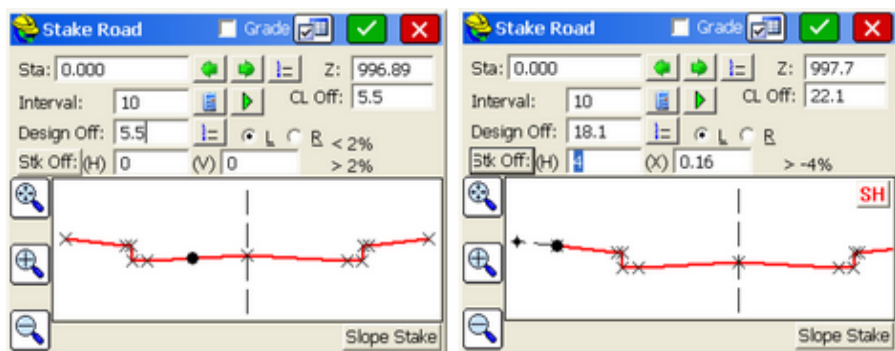 Stake Road Grade
Sta: 0.000 Z: 996.89
Interval: 10 CL Off: 5.5
Design Off: 5.5 L R < 2%
Stk Off: (H) 0 (V) 0 > 2%
Slope Stake
Stake Road Grade
Sta: 0.000 Z: 997.7
Interval: 10 CL Off: 22.1
Design Off: 18.1 L R
Stk Off: (H) 4 (X) 0.16 > -4%
SH
Slope Stake